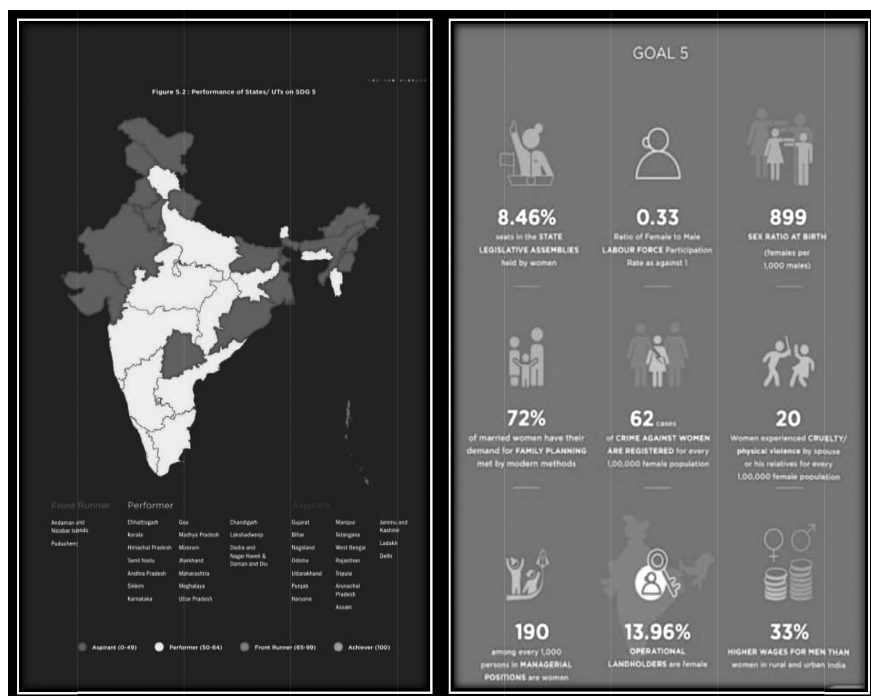 Figure 5.2 : Performance of States/ UTs on SDG 5
Front Runner
Andaman and
Nicobar Islands
Puducherry
Performer
Chhattisgarh
Kerala
Himachal Pradesh
Tamil Nadu
Andhra Pradesh
Sikkim
Karnataka
Goa
Madhya Pradesh
Mizoram
Jharkhand
Maharashtra
Meghalaya
Uttar Pradesh
Chandigarh
Lakshadweep
Dadra and
Nagar Haveli &
Daman and Diu
Aspirant
Gujarat
Bihar
Nagaland
Odisha
Uttarakhand
Punjab
Haryana
Manipur
Telangana
West Bengal
Rajasthan
Tripura
Arunachal
Pradesh
Assam
Jammu and
Kashmir
Ladakh
Delhi
Aspirant (0-49)
Performer (50-64)
Front Runner (65-99)
Achiever (100)
GOAL 5
8.46%
seats in the STATE
LEGISLATIVE ASSEMBLIES
held by women
0.33
Ratio of Female to Male
LABOUR FORCE Participation
Rate as against 1
899
SEX RATIO AT BIRTH
(females per
1,000 males)
72%
of married women have their
demand for FAMILY PLANNING
met by modern methods
62 cases
of CRIME AGAINST WOMEN
ARE REGISTERED for every
1,00,000 female population
20
Women experienced CRUELTY/
physical violence by spouse
or his relatives for every
1,00,000 female population
190
among every 1,000
persons in MANAGERIAL
POSITIONS are women
13.96%
OPERATIONAL
LANDHOLDERS are female
33%
HIGHER WAGES FOR MEN THAN
women in rural and urban India